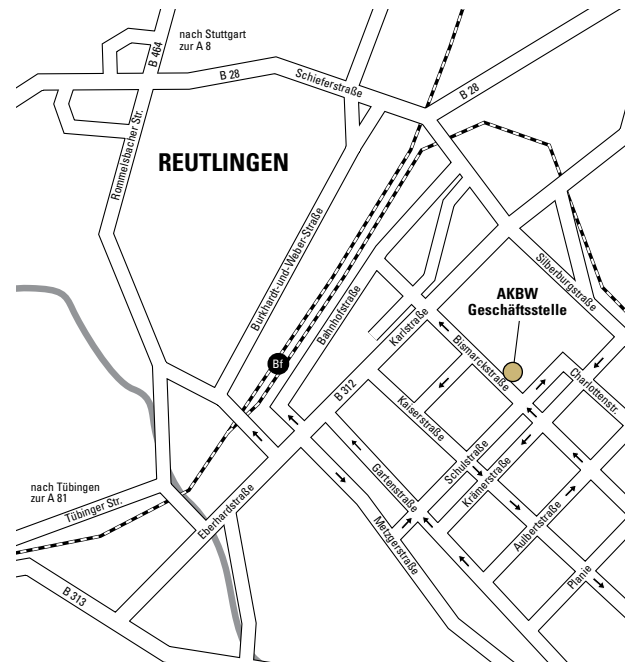 nach Stuttgart
zur A 8
B 464
B 28
Schieferstraße
B 28
Rommelsbacher Str.
REUTLINGEN
Burkhardt-und-Weber-Straße
Bahnhofstraße
Silberburgstraße
AKBW
Geschäftsstelle
Karlstraße
Bismarckstraße
Bf
B 312
Kaiserstraße
Charlottenstr.
Schulstraße
Krämerstraße
Gartenstraße
Aulbertstraße
nach Tübingen
zur A 81
Tübinger Str.
Eberhardstraße
Metzgerstraße
Planie
B 313